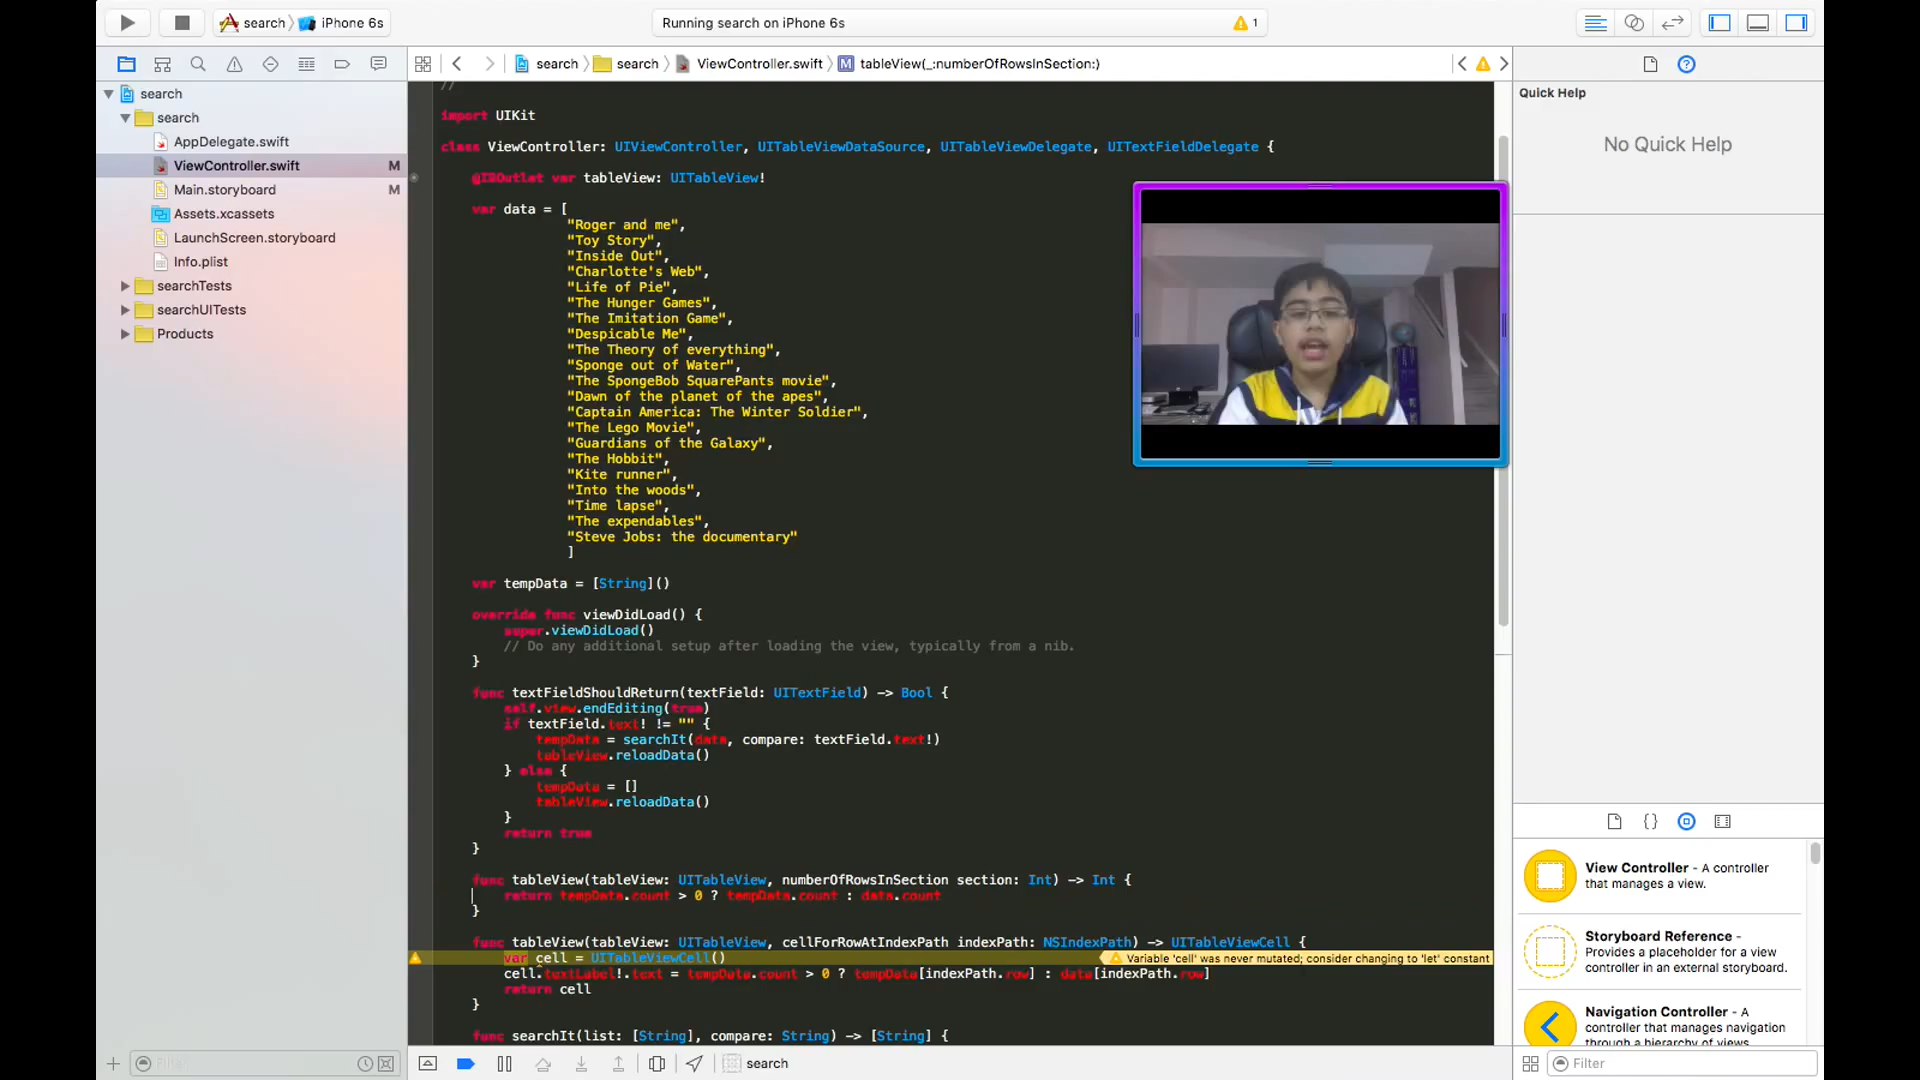 search
iPhone 6s
Running search on iPhone 6s
1
search
search
ViewController.swift
M
tableView(_:numberOfRowsInSection:)
search
search
AppDelegate.swift
ViewController.swift M
Main.storyboard M
Assets.xcassets
LaunchScreen.storyboard
Info.plist
searchTests
searchUITests
Products
Filter
//
import UIKit
class ViewController: UIViewController, UITableViewDataSource, UITableViewDelegate, UITextFieldDelegate {
@IBOutlet var tableView: UITableView!
var data = [
"Roger and me",
"Toy Story",
"Inside Out",
"Charlotte's Web",
"Life of Pie",
"The Hunger Games",
"The Imitation Game",
"Despicable Me",
"The Theory of everything",
"Sponge out of Water",
"The SpongeBob SquarePants movie",
"Dawn of the planet of the apes",
"Captain America: The Winter Soldier",
"The Lego Movie",
"Guardians of the Galaxy",
"The Hobbit",
"Kite runner",
"Into the woods",
"Time lapse",
"The expendables",
"Steve Jobs: the documentary"
]
var tempData = [String]()
override func viewDidLoad() {
super.viewDidLoad()
// Do any additional setup after loading the view, typically from a nib.
}
func textFieldShouldReturn(textField: UITextField) -> Bool {
self.view.endEditing(true)
if textField.text! != "" {
tempData = searchIt(data, compare: textField.text!)
tableView.reloadData()
} else {
tempData = []
tableView.reloadData()
}
return true
}
func tableView(tableView: UITableView, numberOfRowsInSection section: Int) -> Int {
return tempData.count > 0 ? tempData.count : data.count
}
func tableView(tableView: UITableView, cellForRowAtIndexPath indexPath: NSIndexPath) -> UITableViewCell {
var cell = UITableViewCell()
Variable 'cell' was never mutated; consider changing to 'let' constant
cell.textLabel!.text = tempData.count > 0 ? tempData[indexPath.row] : data[indexPath.row]
return cell
}
func searchIt(list: [String], compare: String) -> [String] {
search
Quick Help
No Quick Help
{}
View Controller - A controller
that manages a view.
Storyboard Reference -
Provides a placeholder for a view
controller in an external storyboard.
Navigation Controller - A
controller that manages navigation
through a hierarchy of views.
Filter